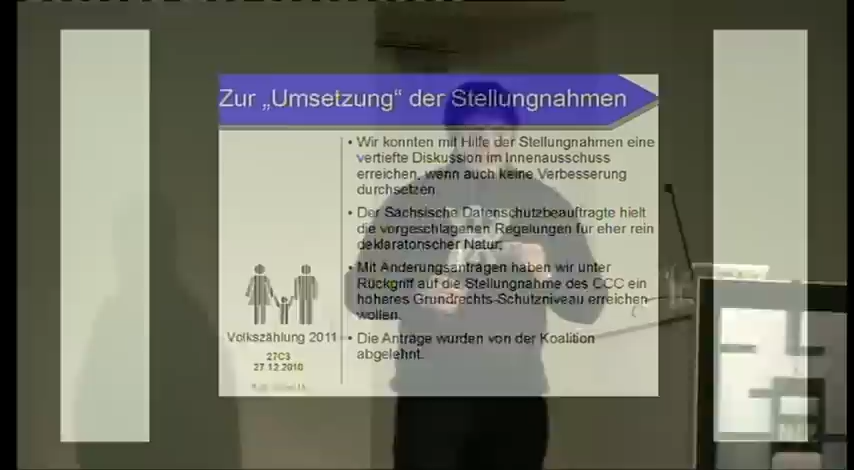 Zur „Umsetzung“ der Stellungnahmen
• Wir konnten mit Hilfe der Stellungnahmen eine
vertiefte Diskussion im Innenausschuss
erreichen, wenn auch keine Verbesserung
durchsetzen.
• Der Sächsische Datenschutzbeauftragte hielt
die vorgeschlagenen Regelungen für eher rein
deklaratorischer Natur.
• Mit Änderungsanträgen haben wir unter
Rückgriff auf die Stellungnahme des CCC ein
höheres Grundrechts-Schutzniveau erreichen
wollen.
• Die Anträge wurden von der Koalition
abgelehnt.
Volkszählung 2011
27C3
27.12.2010